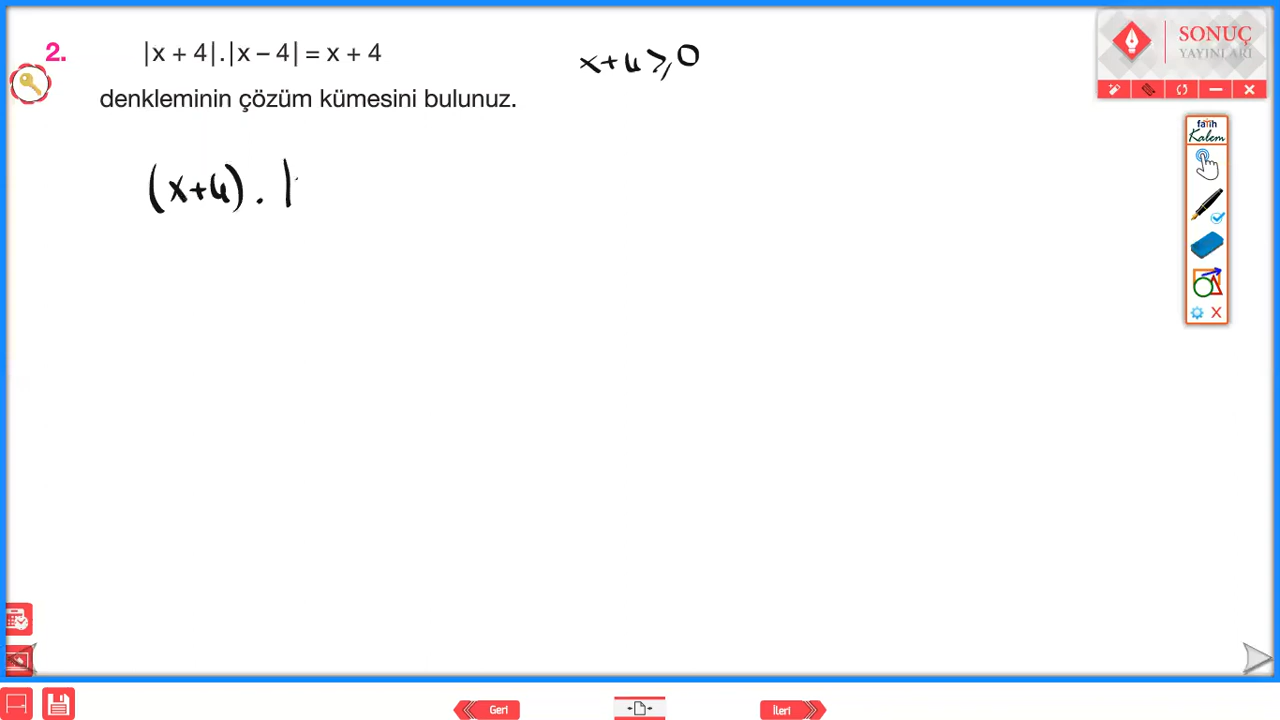 2. |x + 4|.|x – 4| = x + 4
x+4 ⩾ 0
denkleminin çözüm kümesini bulunuz.
(x+4) . |
SONUÇ
YAYINLARI
fatih
Kalem
Geri
İleri